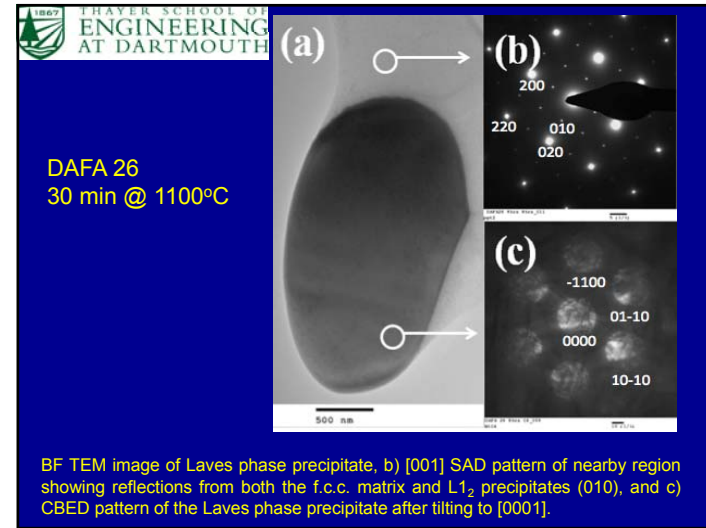 1867
THAYER SCHOOL OF
ENGINEERING
AT DARTMOUTH
DAFA 26
30 min @ 1100°C
(a)
500 nm
(b)
200
220
010
020
(c)
-1100
01-10
0000
10-10
BF TEM image of Laves phase precipitate, b) [001] SAD pattern of nearby region
showing reflections from both the f.c.c. matrix and L1₂ precipitates (010), and c)
CBED pattern of the Laves phase precipitate after tilting to [0001].